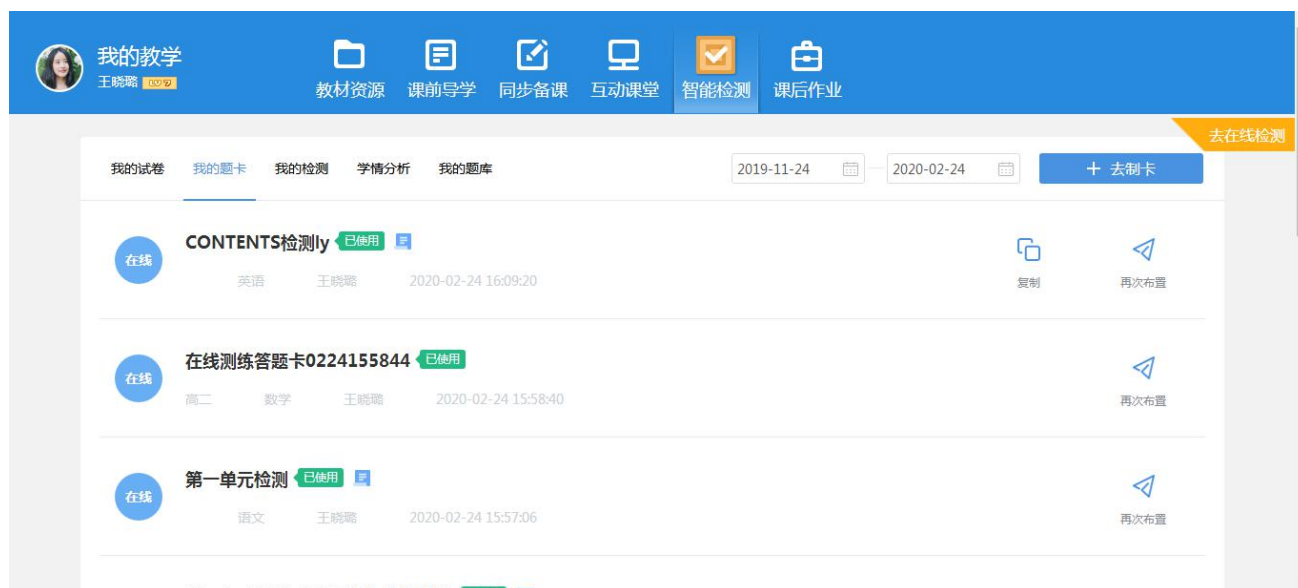 我的教学
王晓璐
教材资源 课前导学 同步备课 互动课堂 智能检测 课后作业
去在线检测
我的试卷 我的题卡 我的检测 学情分析 我的题库 2019-11-24 2020-02-24 + 去制卡
在线 CONTENTS检测ly 已使用
英语 王晓璐 2020-02-24 16:09:20 复制 再次布置
在线测练答题卡0224155844 已使用
在线
高二 数学 王晓璐 2020-02-24 15:58:40 再次布置
第一单元检测 已使用
在线
语文 王晓璐 2020-02-24 15:57:06 再次布置